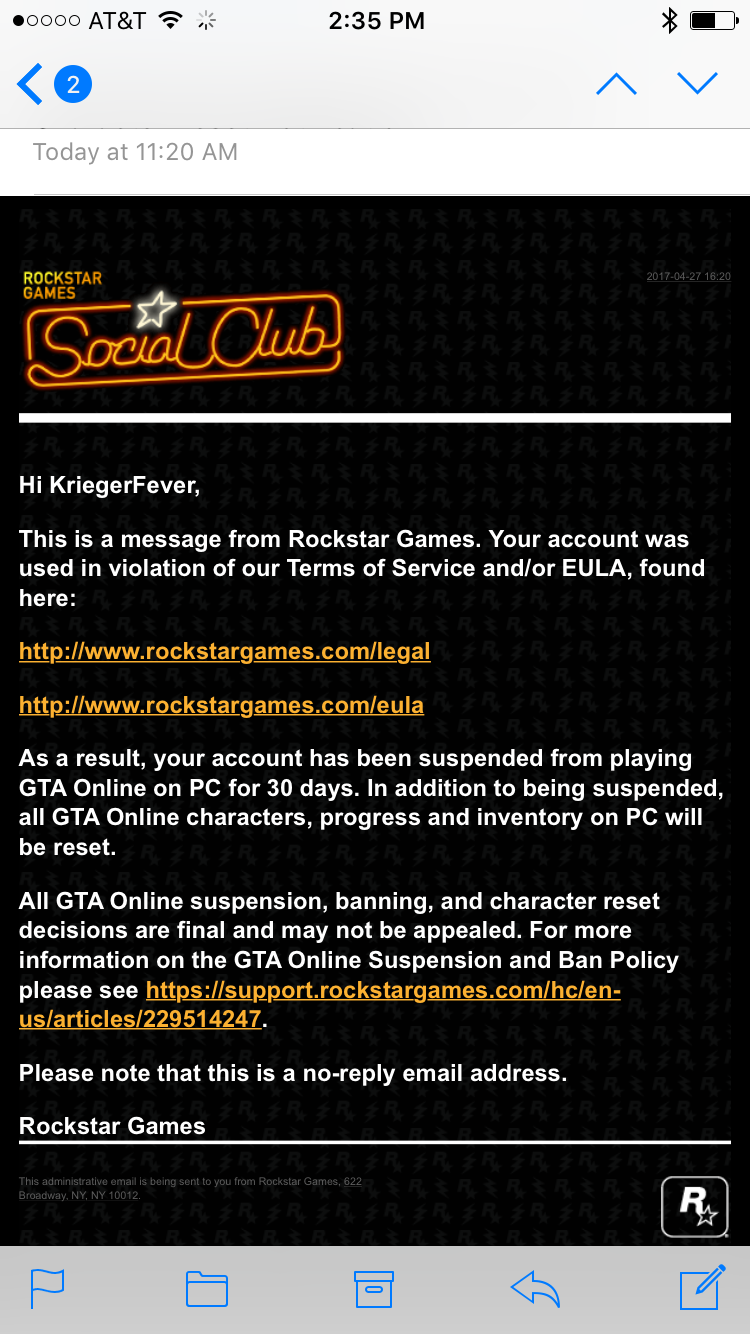 AT&T 2:35 PM
2
Today at 11:20 AM
ROCKSTAR
GAMES
2017-04-27 16:20
Social Club
Hi KriegerFever,
This is a message from Rockstar Games. Your account was
used in violation of our Terms of Service and/or EULA, found
here:
http://www.rockstargames.com/legal
http://www.rockstargames.com/eula
As a result, your account has been suspended from playing
GTA Online on PC for 30 days. In addition to being suspended,
all GTA Online characters, progress and inventory on PC will
be reset.
All GTA Online suspension, banning, and character reset
decisions are final and may not be appealed. For more
information on the GTA Online Suspension and Ban Policy
please see https://support.rockstargames.com/hc/en-
us/articles/229514247.
Please note that this is a no-reply email address.
Rockstar Games
This administrative email is being sent to you from Rockstar Games, 622
Broadway, NY, NY 10012.
R